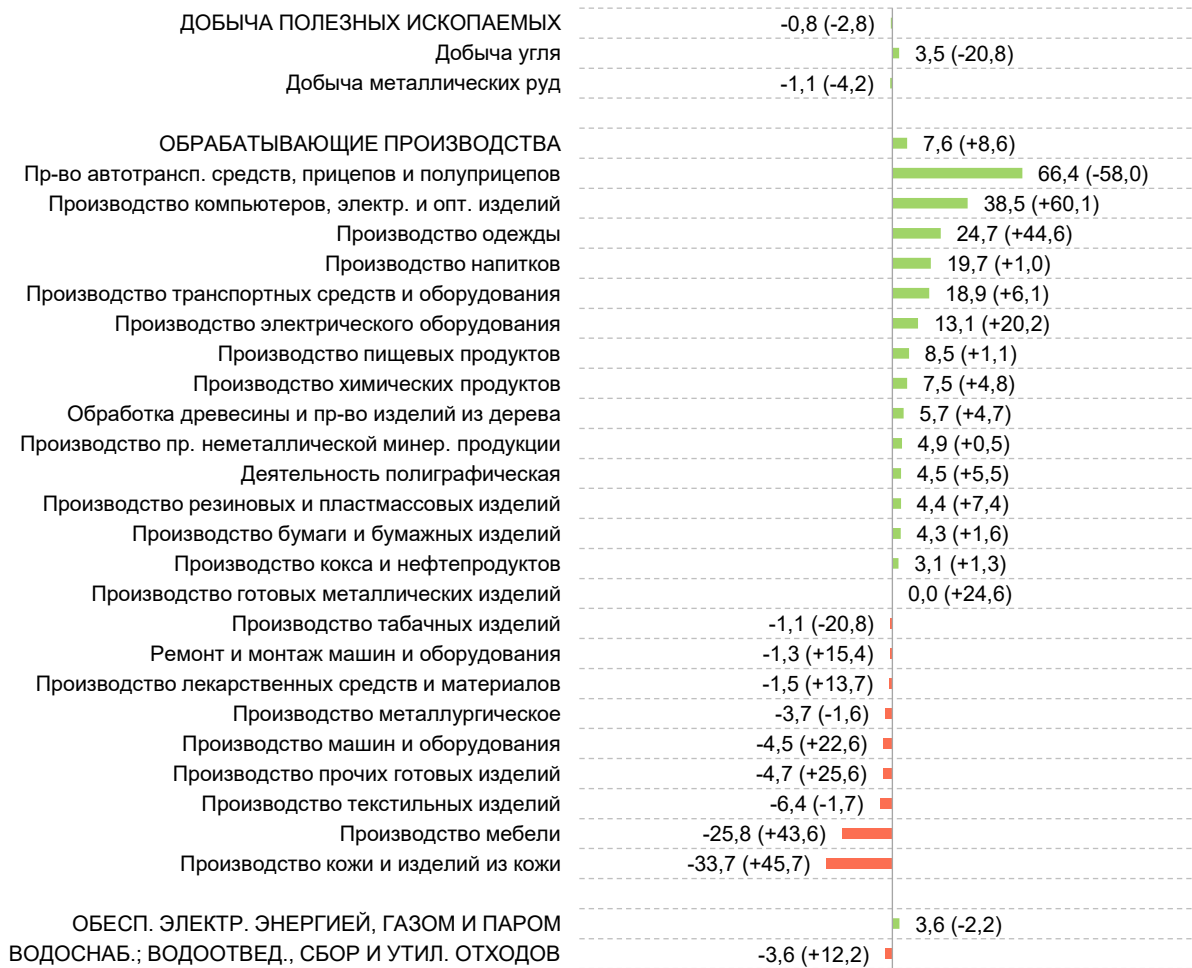 ДОБЫЧА ПОЛЕЗНЫХ ИСКОПАЕМЫХ -0,8 (-2,8)
Добыча угля 3,5 (-20,8)
Добыча металлических руд -1,1 (-4,2)
ОБРАБАТЫВАЮЩИЕ ПРОИЗВОДСТВА 7,6 (+8,6)
Пр-во автотрансп. средств, прицепов и полуприцепов 66,4 (-58,0)
Производство компьютеров, электр. и опт. изделий 38,5 (+60,1)
Производство одежды 24,7 (+44,6)
Производство напитков 19,7 (+1,0)
Производство транспортных средств и оборудования 18,9 (+6,1)
Производство электрического оборудования 13,1 (+20,2)
Производство пищевых продуктов 8,5 (+1,1)
Производство химических продуктов 7,5 (+4,8)
Обработка древесины и пр-во изделий из дерева 5,7 (+4,7)
Производство пр. неметаллической минер. продукции 4,9 (+0,5)
Деятельность полиграфическая 4,5 (+5,5)
Производство резиновых и пластмассовых изделий 4,4 (+7,4)
Производство бумаги и бумажных изделий 4,3 (+1,6)
Производство кокса и нефтепродуктов 3,1 (+1,3)
Производство готовых металлических изделий 0,0 (+24,6)
Производство табачных изделий -1,1 (-20,8)
Ремонт и монтаж машин и оборудования -1,3 (+15,4)
Производство лекарственных средств и материалов -1,5 (+13,7)
Производство металлургическое -3,7 (-1,6)
Производство машин и оборудования -4,5 (+22,6)
Производство прочих готовых изделий -4,7 (+25,6)
Производство текстильных изделий -6,4 (-1,7)
Производство мебели -25,8 (+43,6)
Производство кожи и изделий из кожи -33,7 (+45,7)
ОБЕСП. ЭЛЕКТР. ЭНЕРГИЕЙ, ГАЗОМ И ПАРОМ 3,6 (-2,2)
ВОДОСНАБ.; ВОДООТВЕД., СБОР И УТИЛ. ОТХОДОВ -3,6 (+12,2)